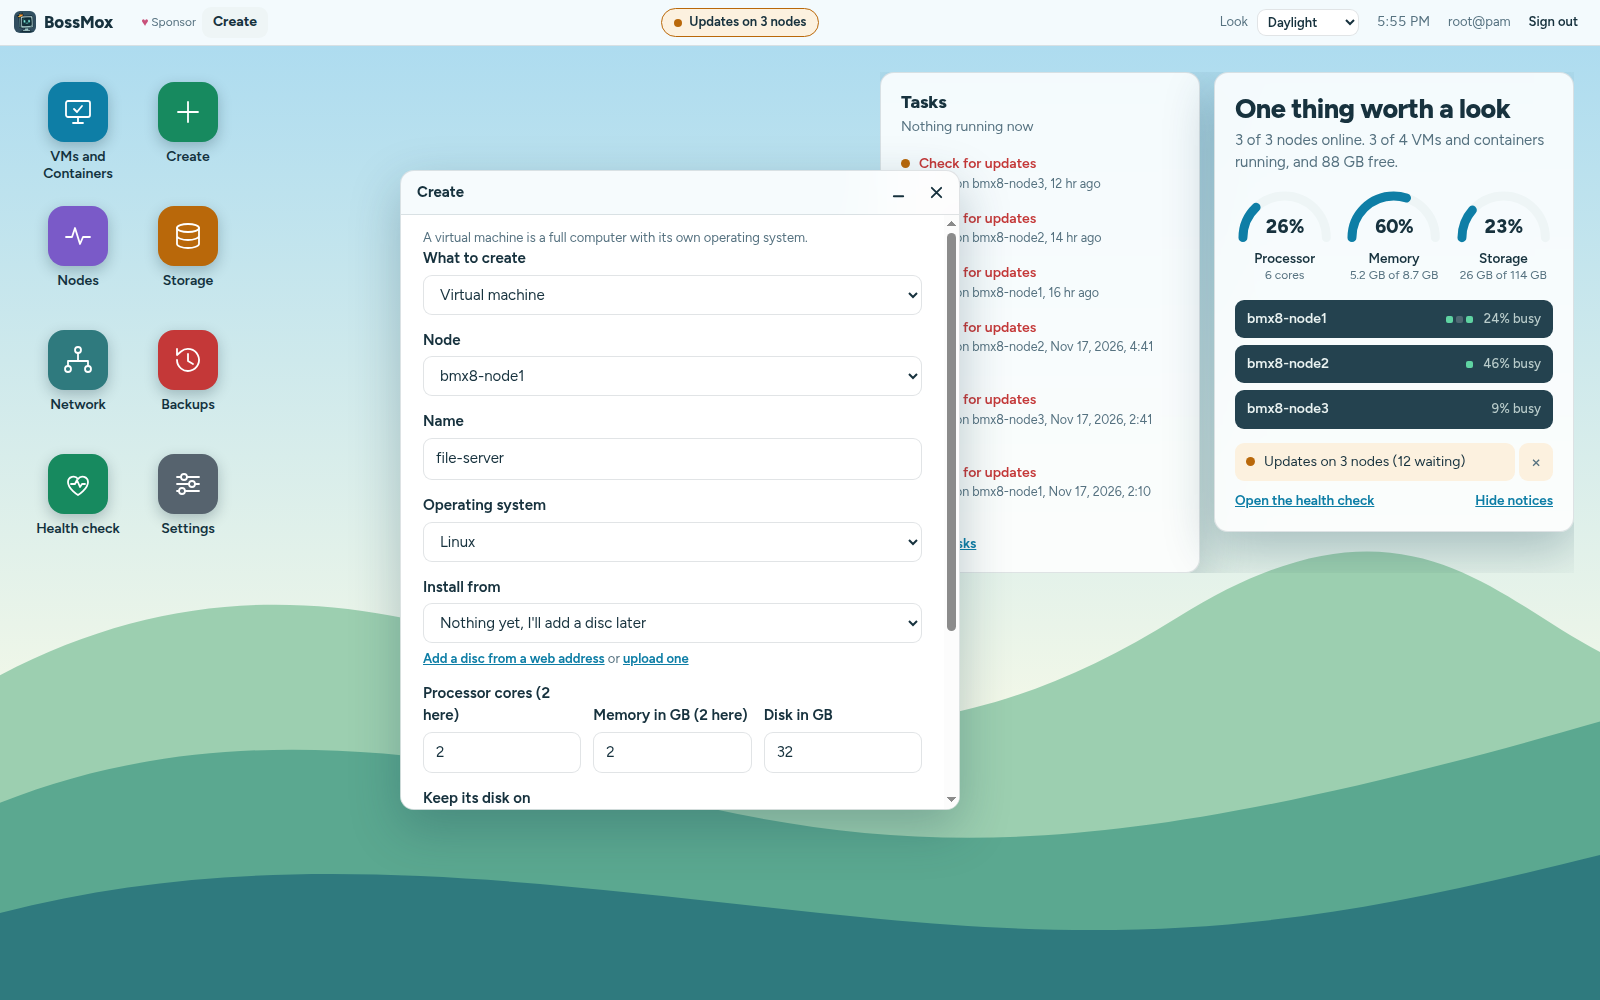 BossMox
♥ Sponsor
Create
Updates on 3 nodes
Look
Daylight
5:55 PM
root@pam
Sign out
VMs and
Containers
Create
Nodes
Storage
Network
Backups
Health check
Settings
Create
A virtual machine is a full computer with its own operating system.
What to create
Virtual machine
Node
bmx8-node1
Name
file-server
Operating system
Linux
Install from
Nothing yet, I'll add a disc later
Add a disc from a web address or upload one
Processor cores (2
here)
Memory in GB (2 here)
Disk in GB
2
2
32
Keep its disk on
Tasks
Nothing running now
Check for updates
on bmx8-node3, 12 hr ago
for updates
on bmx8-node2, 14 hr ago
for updates
on bmx8-node1, 16 hr ago
for updates
on bmx8-node2, Nov 17, 2026, 4:41
for updates
on bmx8-node3, Nov 17, 2026, 2:41
for updates
on bmx8-node1, Nov 17, 2026, 2:10
One thing worth a look
3 of 3 nodes online. 3 of 4 VMs and containers
running, and 88 GB free.
26%
Processor
6 cores
60%
Memory
5.2 GB of 8.7 GB
23%
Storage
26 GB of 114 GB
bmx8-node1
24% busy
bmx8-node2
46% busy
bmx8-node3
9% busy
Updates on 3 nodes (12 waiting)
×
Open the health check
Hide notices